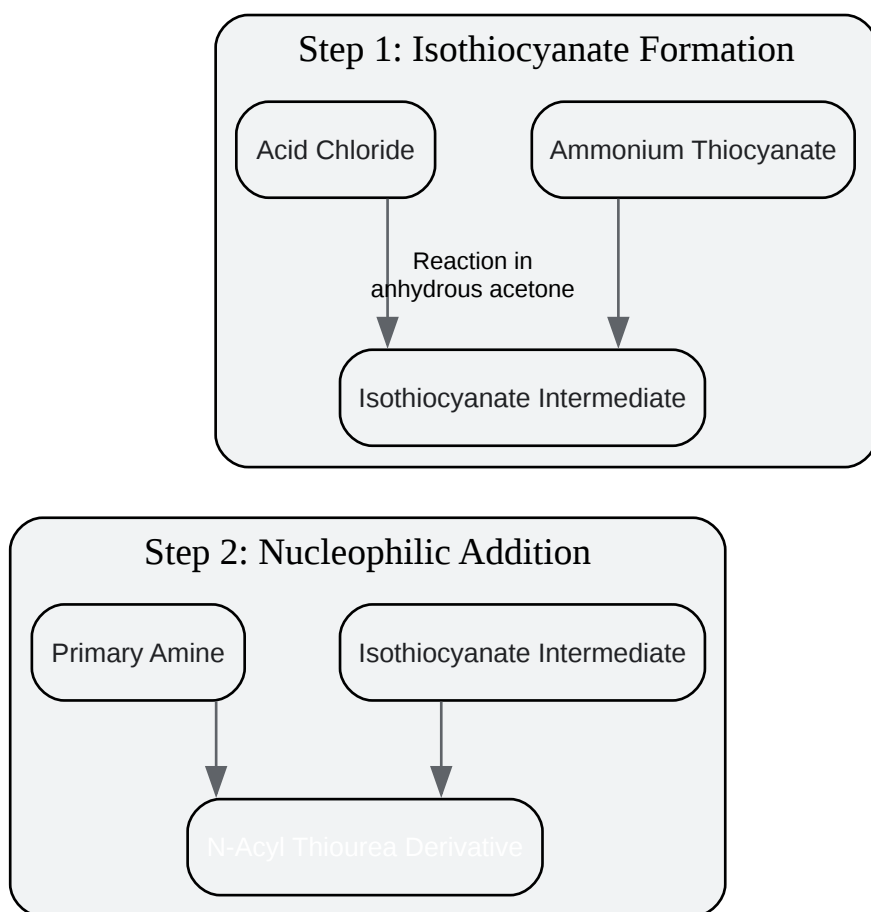 Step 1: Isothiocyanate Formation
Acid Chloride
Ammonium Thiocyanate
Reaction in
anhydrous acetone
Isothiocyanate Intermediate
Step 2: Nucleophilic Addition
Primary Amine
Isothiocyanate Intermediate
N-Acyl Thiourea Derivative